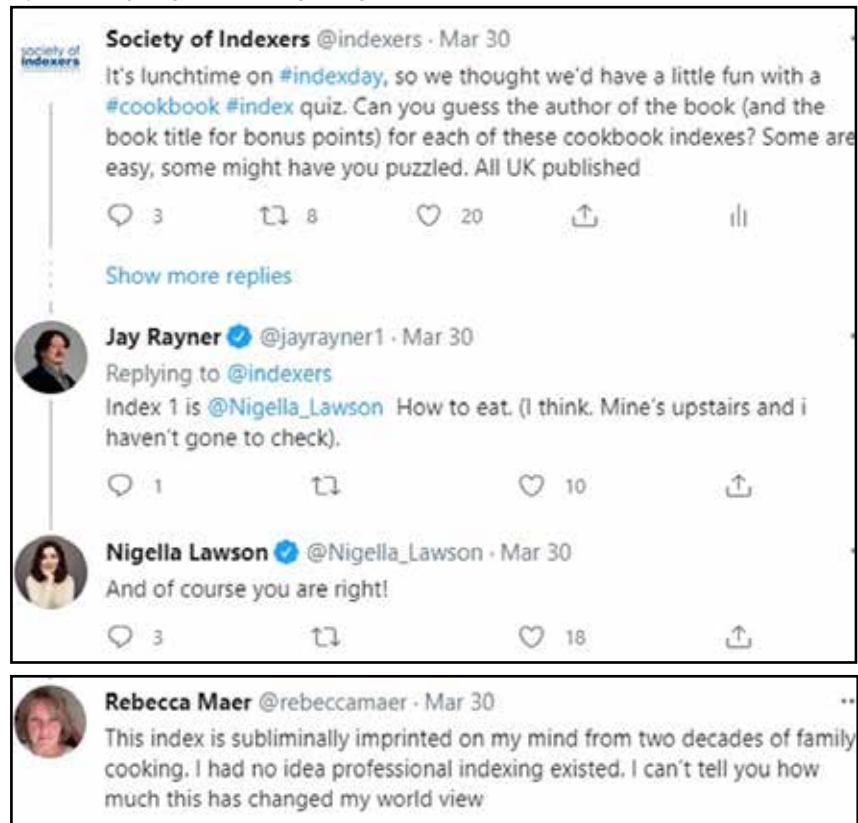 society of
indexers
Society of Indexers @indexers · Mar 30
It's lunchtime on #indexday, so we thought we'd have a little fun with a
#cookbook #index quiz. Can you guess the author of the book (and the
book title for bonus points) for each of these cookbook indexes? Some are
easy, some might have you puzzled. All UK published
3 8 20
Show more replies
Jay Rayner @jayrayner1 · Mar 30
Replying to @indexers
Index 1 is @Nigella_Lawson How to eat. (I think. Mine's upstairs and i
haven't gone to check).
1 10
Nigella Lawson @Nigella_Lawson · Mar 30
And of course you are right!
3 18
Rebecca Maer @rebeccamaer · Mar 30
This index is subliminally imprinted on my mind from two decades of family
cooking. I had no idea professional indexing existed. I can't tell you how
much this has changed my world view